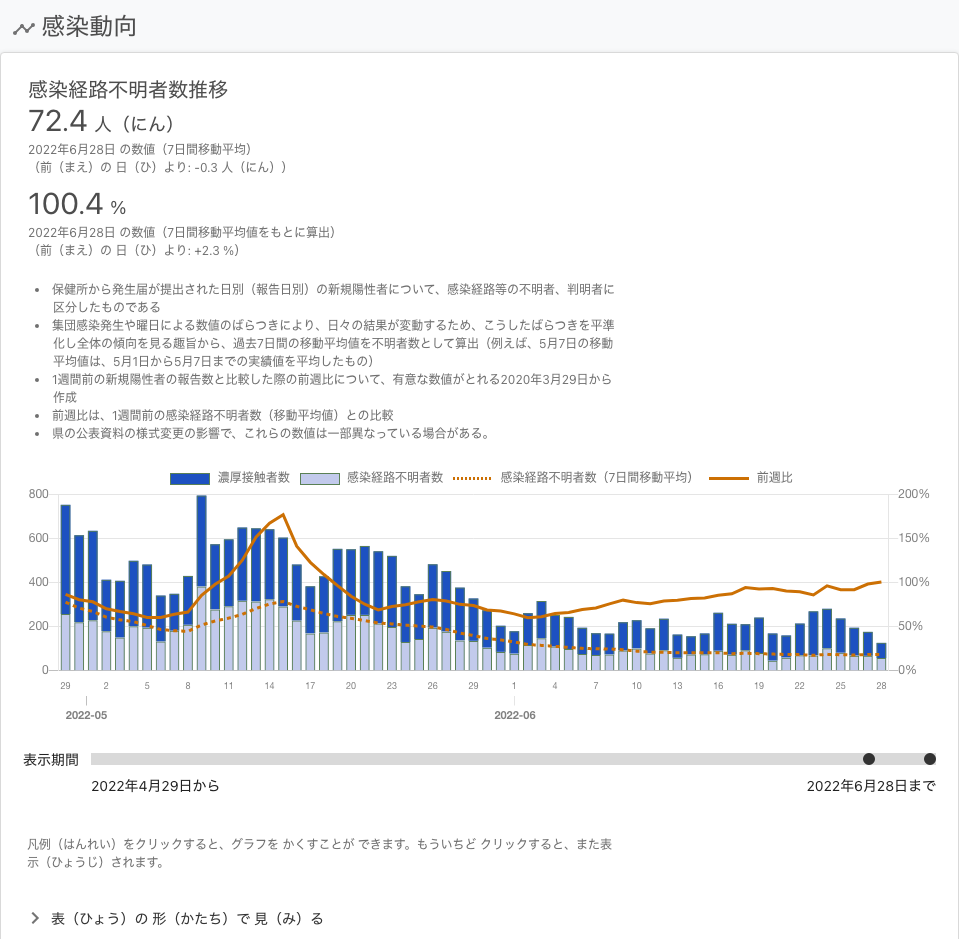 感染動向
感染経路不明者数推移
72.4 人（にん）
2022年6月28日 の数値（7日間移動平均）
（前（まえ）の 日（ひ）より: -0.3 人（にん））
100.4 %
2022年6月28日 の数値（7日間移動平均値をもとに算出）
（前（まえ）の 日（ひ）より: +2.3 %）
• 保健所から発生届が提出された日別（報告日別）の新規陽性者について、感染経路等の不明者、判明者に
区分したものである
• 集団感染発生や曜日による数値のばらつきにより、日々の結果が変動するため、こうしたばらつきを平準
化し全体の傾向を見る趣旨から、過去7日間の移動平均値を不明者数として算出（例えば、5月7日の移動
平均値は、5月1日から5月7日までの実績値を平均したもの）
• 1週間前の新規陽性者の報告数と比較した際の前週比について、有意な数値がとれる2020年3月29日から
作成
• 前週比は、1週間前の感染経路不明者数（移動平均値）との比較
• 県の公表資料の様式変更の影響で、これらの数値は一部異なっている場合がある。
濃厚接触者数 感染経路不明者数 感染経路不明者数（7日間移動平均） 前週比
800 200%
600 150%
400 100%
200 50%
0 0%
29 2 5 8 11 14 17 20 23 26 29 1 4 7 10 13 16 19 22 25 28
2022-05 2022-06
表示期間
2022年4月29日から 2022年6月28日まで
凡例（はんれい）をクリックすると、グラフを かくすことが できます。もういちど クリックすると、また表
示（ひょうじ）されます。
表（ひょう）の 形（かたち）で 見（み）る